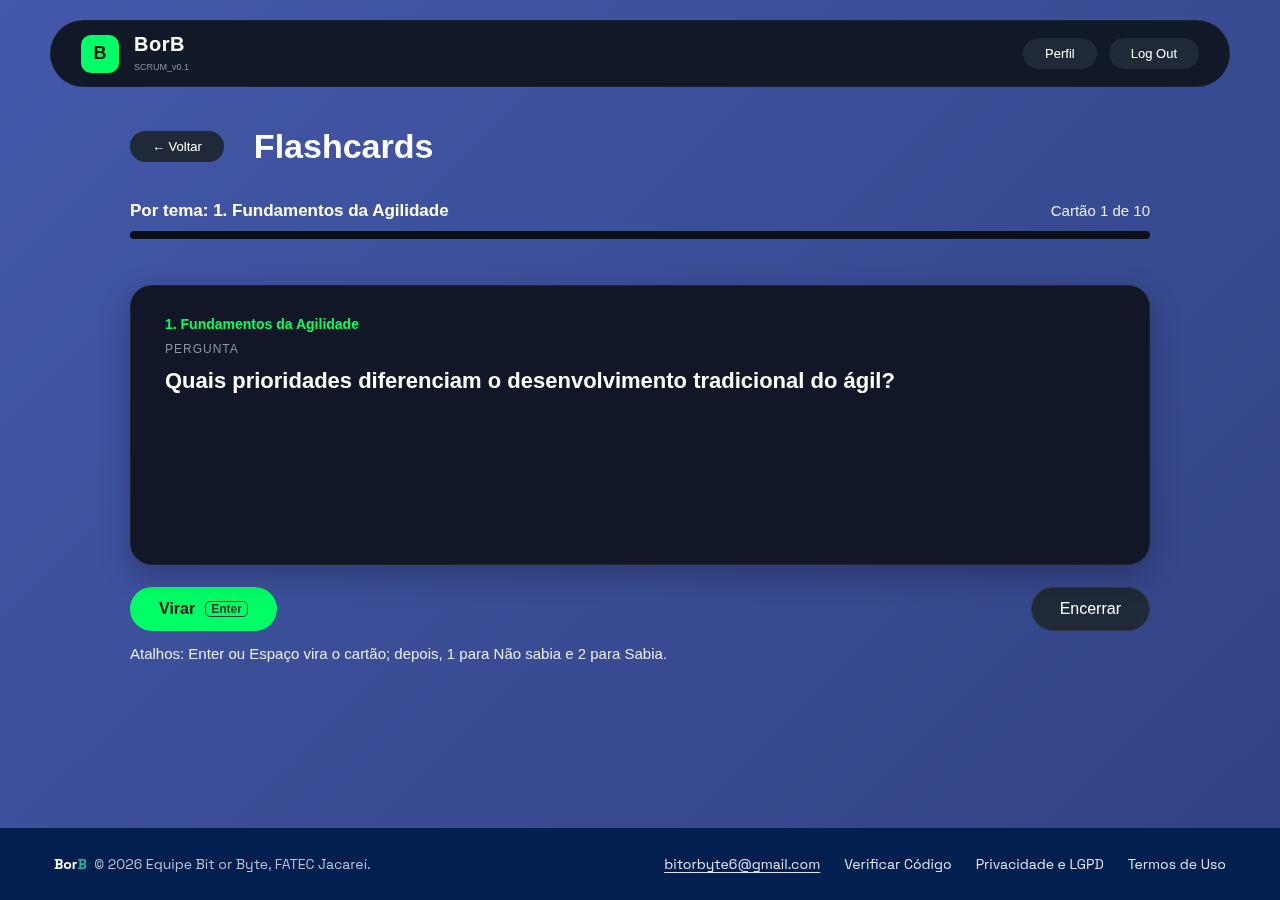 B
BorB
SCRUM_v0.1
Perfil
Log Out
← Voltar
Flashcards
Por tema: 1. Fundamentos da Agilidade
Cartão 1 de 10
1. Fundamentos da Agilidade
PERGUNTA
Quais prioridades diferenciam o desenvolvimento tradicional do ágil?
Virar Enter
Encerrar
Atalhos: Enter ou Espaço vira o cartão; depois, 1 para Não sabia e 2 para Sabia.
BorB © 2026 Equipe Bit or Byte, FATEC Jacareí.
bitorbyte6@gmail.com
Verificar Código
Privacidade e LGPD
Termos de Uso